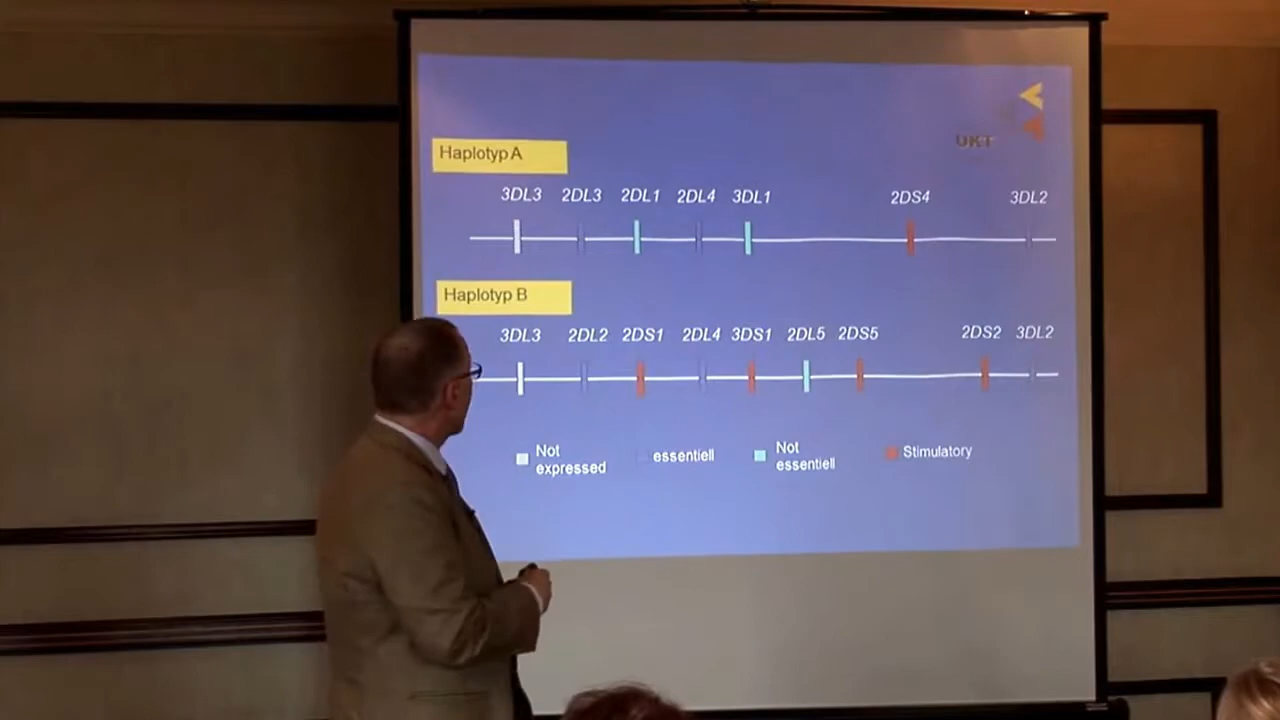 UKT
Haplotyp A
3DL3 2DL3 2DL1 2DL4 3DL1 2DS4 3DL2
Haplotyp B
3DL3 2DL2 2DS1 2DL4 3DS1 2DL5 2DS5 2DS2 3DL2
Not expressed
essentiell
Not essentiell
Stimulatory